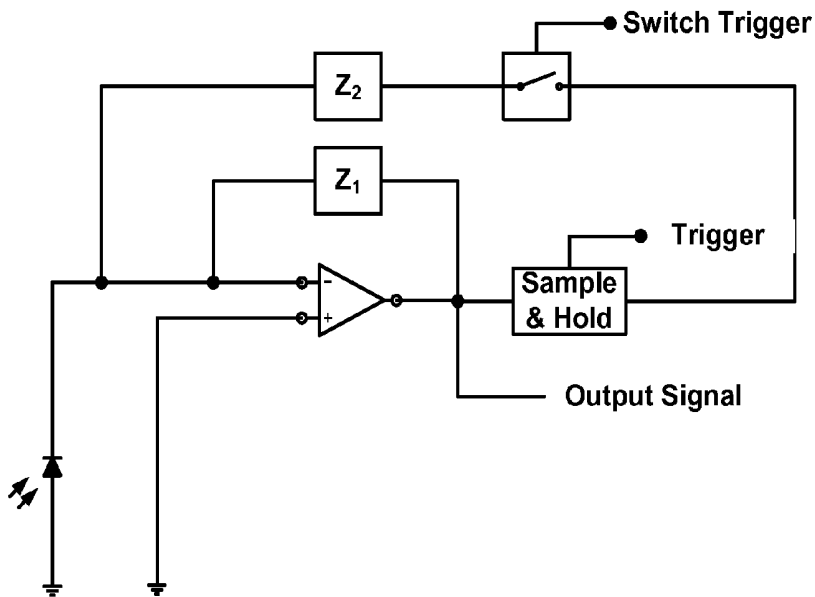 Switch Trigger
Z₂
Z₁
Trigger
Sample
& Hold
-
+
Output Signal